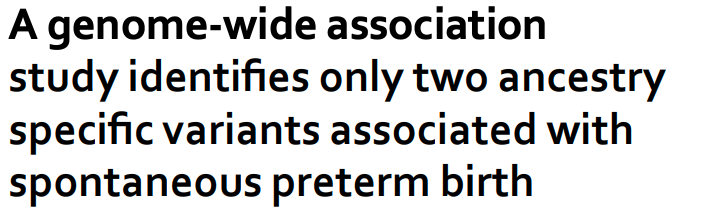 A genome-wide association
study identifies only two ancestry
specific variants associated with
spontaneous preterm birth